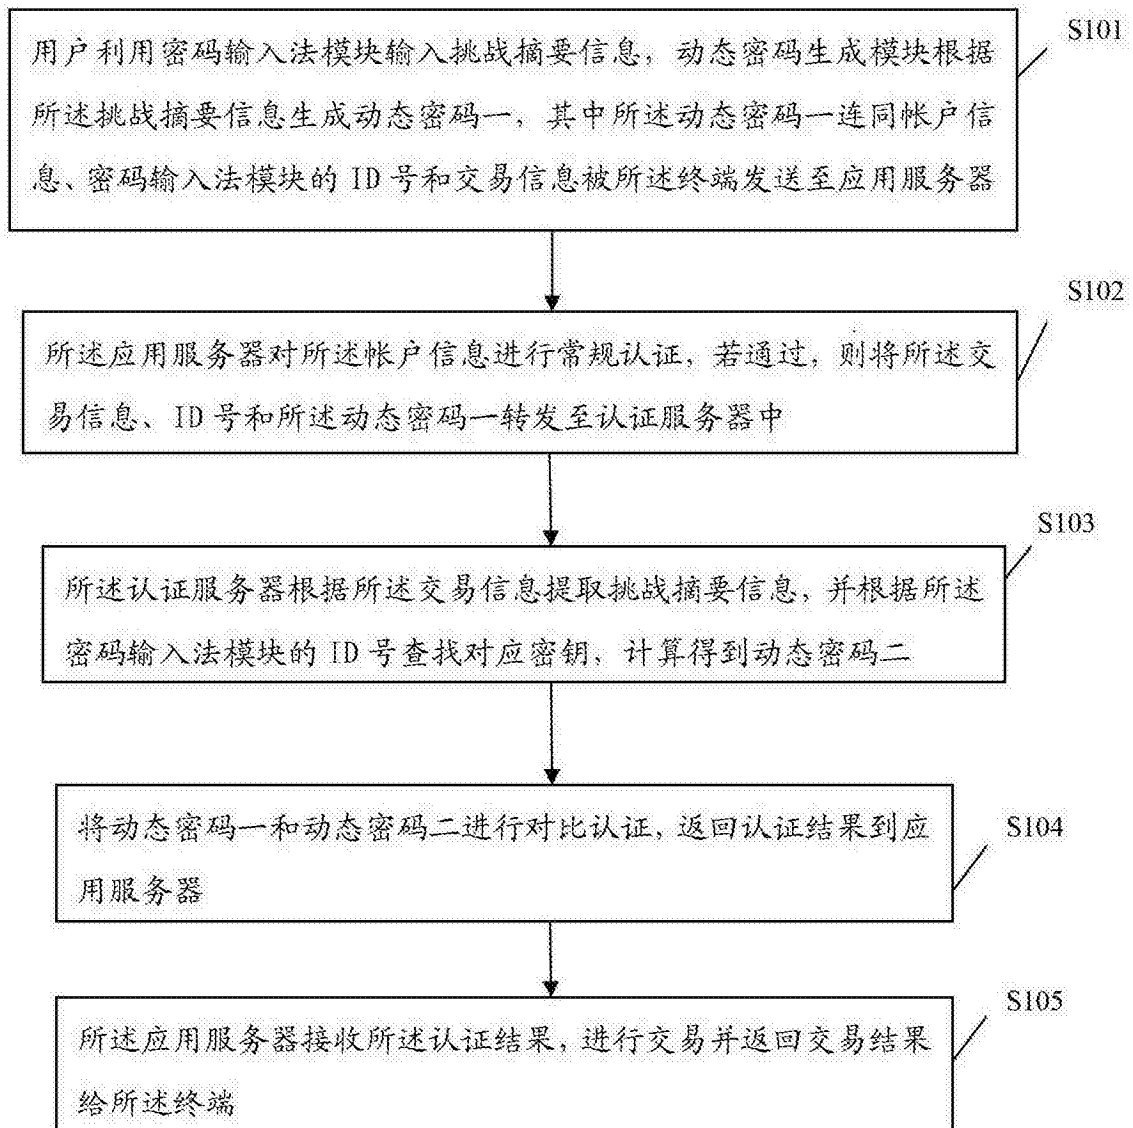 S101
用户利用密码输入法模块输入挑战摘要信息，动态密码生成模块根据
所述挑战摘要信息生成动态密码一，其中所述动态密码一连同帐户信
息、密码输入法模块的 ID 号和交易信息被所述终端发送至应用服务器
S102
所述应用服务器对所述帐户信息进行常规认证，若通过，则将所述交
易信息、ID 号和所述动态密码一转发至认证服务器中
S103
所述认证服务器根据所述交易信息提取挑战摘要信息，并根据所述
密码输入法模块的 ID 号查找对应密钥，计算得到动态密码二
S104
将动态密码一和动态密码二进行对比认证，返回认证结果到应
用服务器
S105
所述应用服务器接收所述认证结果，进行交易并返回交易结果
给所述终端